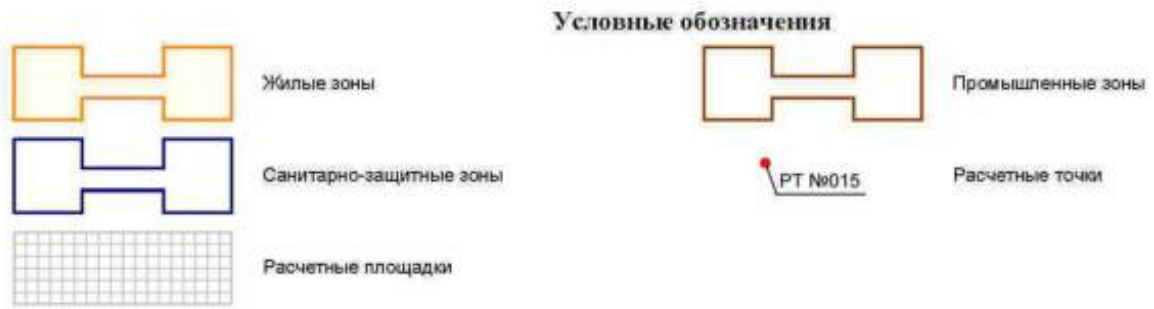 Условные обозначения
Жилые зоны
Промышленные зоны
Санитарно-защитные зоны
РТ №015
Расчетные точки
Расчетные площадки